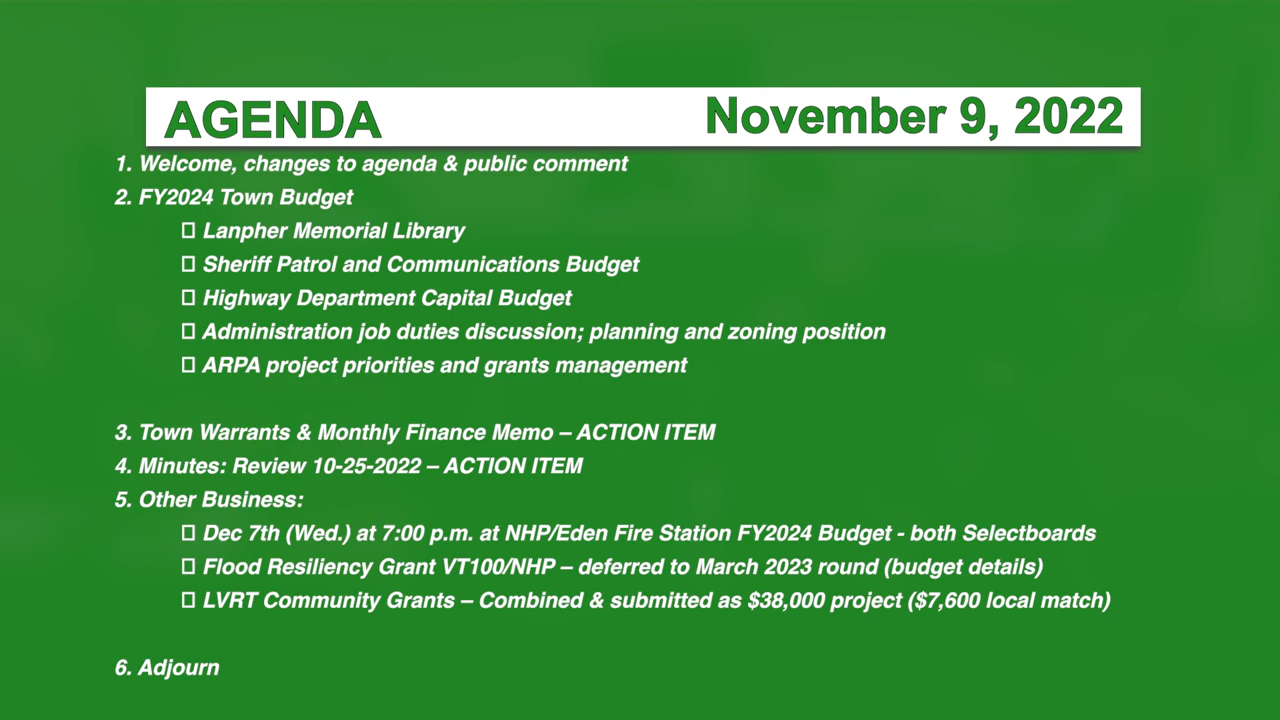 AGENDA November 9, 2022
1. Welcome, changes to agenda & public comment
2. FY2024 Town Budget
☐ Lanpher Memorial Library
☐ Sheriff Patrol and Communications Budget
☐ Highway Department Capital Budget
☐ Administration job duties discussion; planning and zoning position
☐ ARPA project priorities and grants management
3. Town Warrants & Monthly Finance Memo – ACTION ITEM
4. Minutes: Review 10-25-2022 – ACTION ITEM
5. Other Business:
☐ Dec 7th (Wed.) at 7:00 p.m. at NHP/Eden Fire Station FY2024 Budget - both Selectboards
☐ Flood Resiliency Grant VT100/NHP – deferred to March 2023 round (budget details)
☐ LVRT Community Grants – Combined & submitted as $38,000 project ($7,600 local match)
6. Adjourn